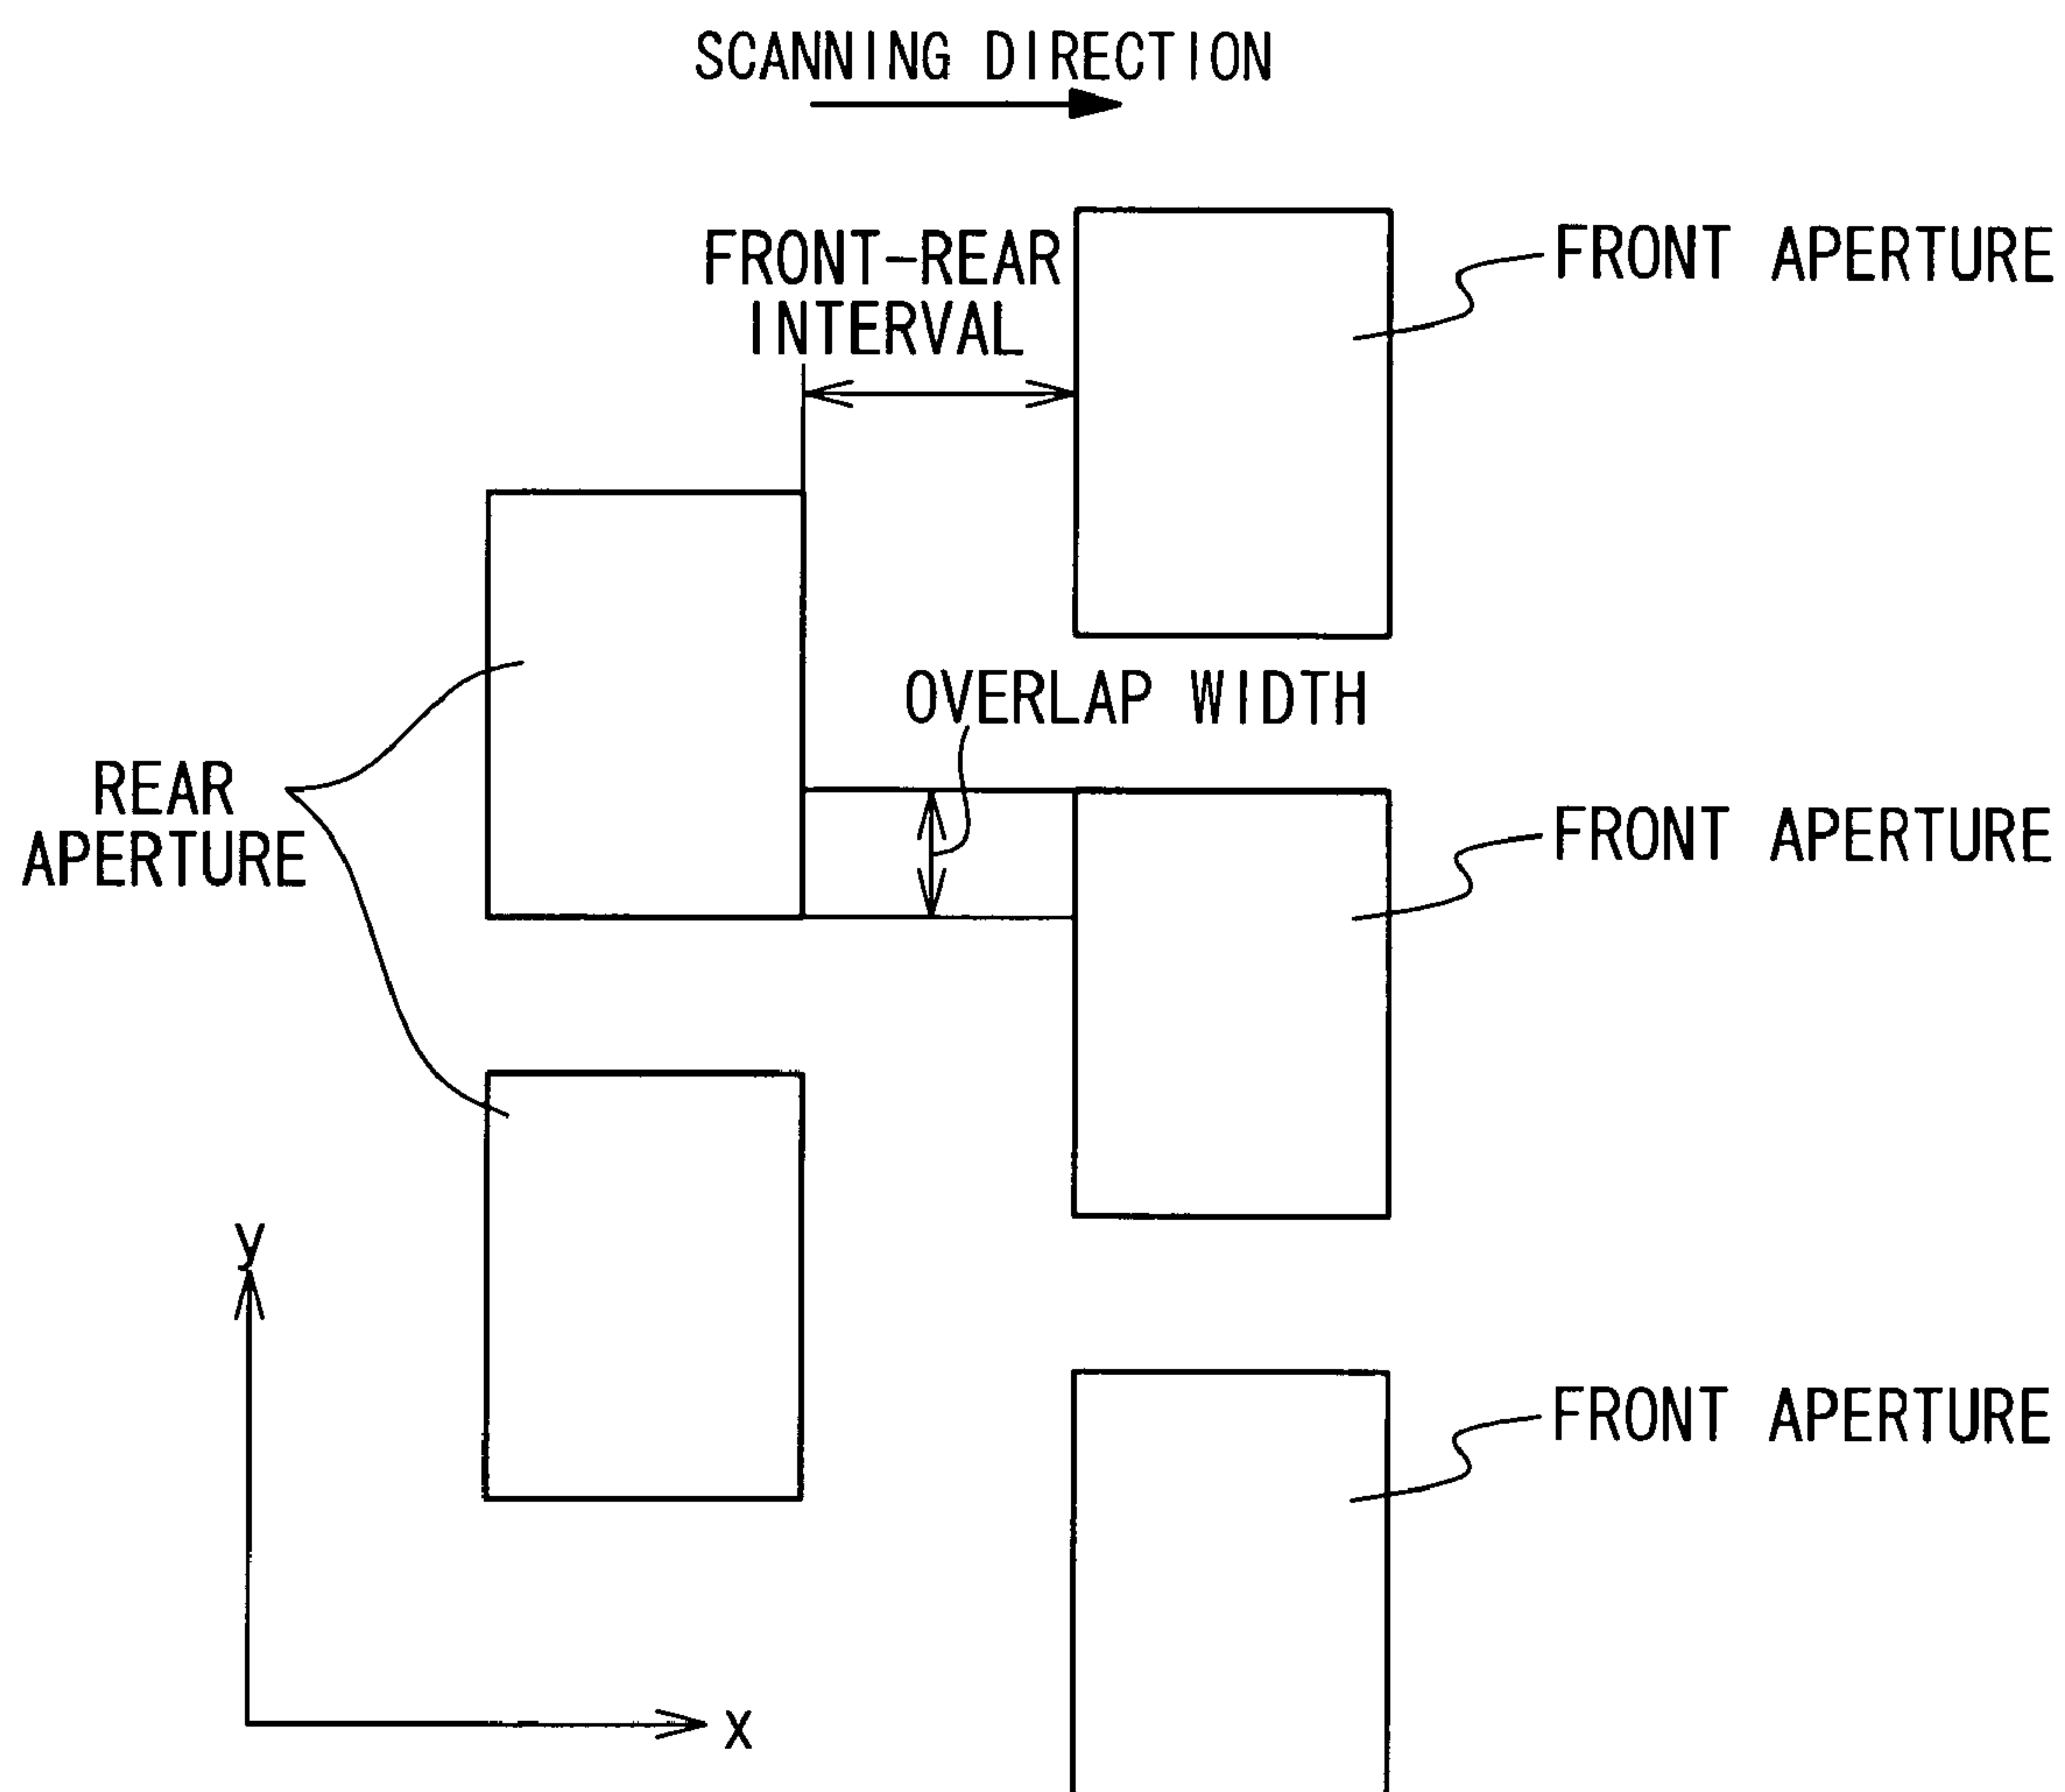 SCANNING DIRECTION
FRONT APERTURE
FRONT-REAR
INTERVAL
OVERLAP WIDTH
REAR
APERTURE
FRONT APERTURE
y
FRONT APERTURE
x